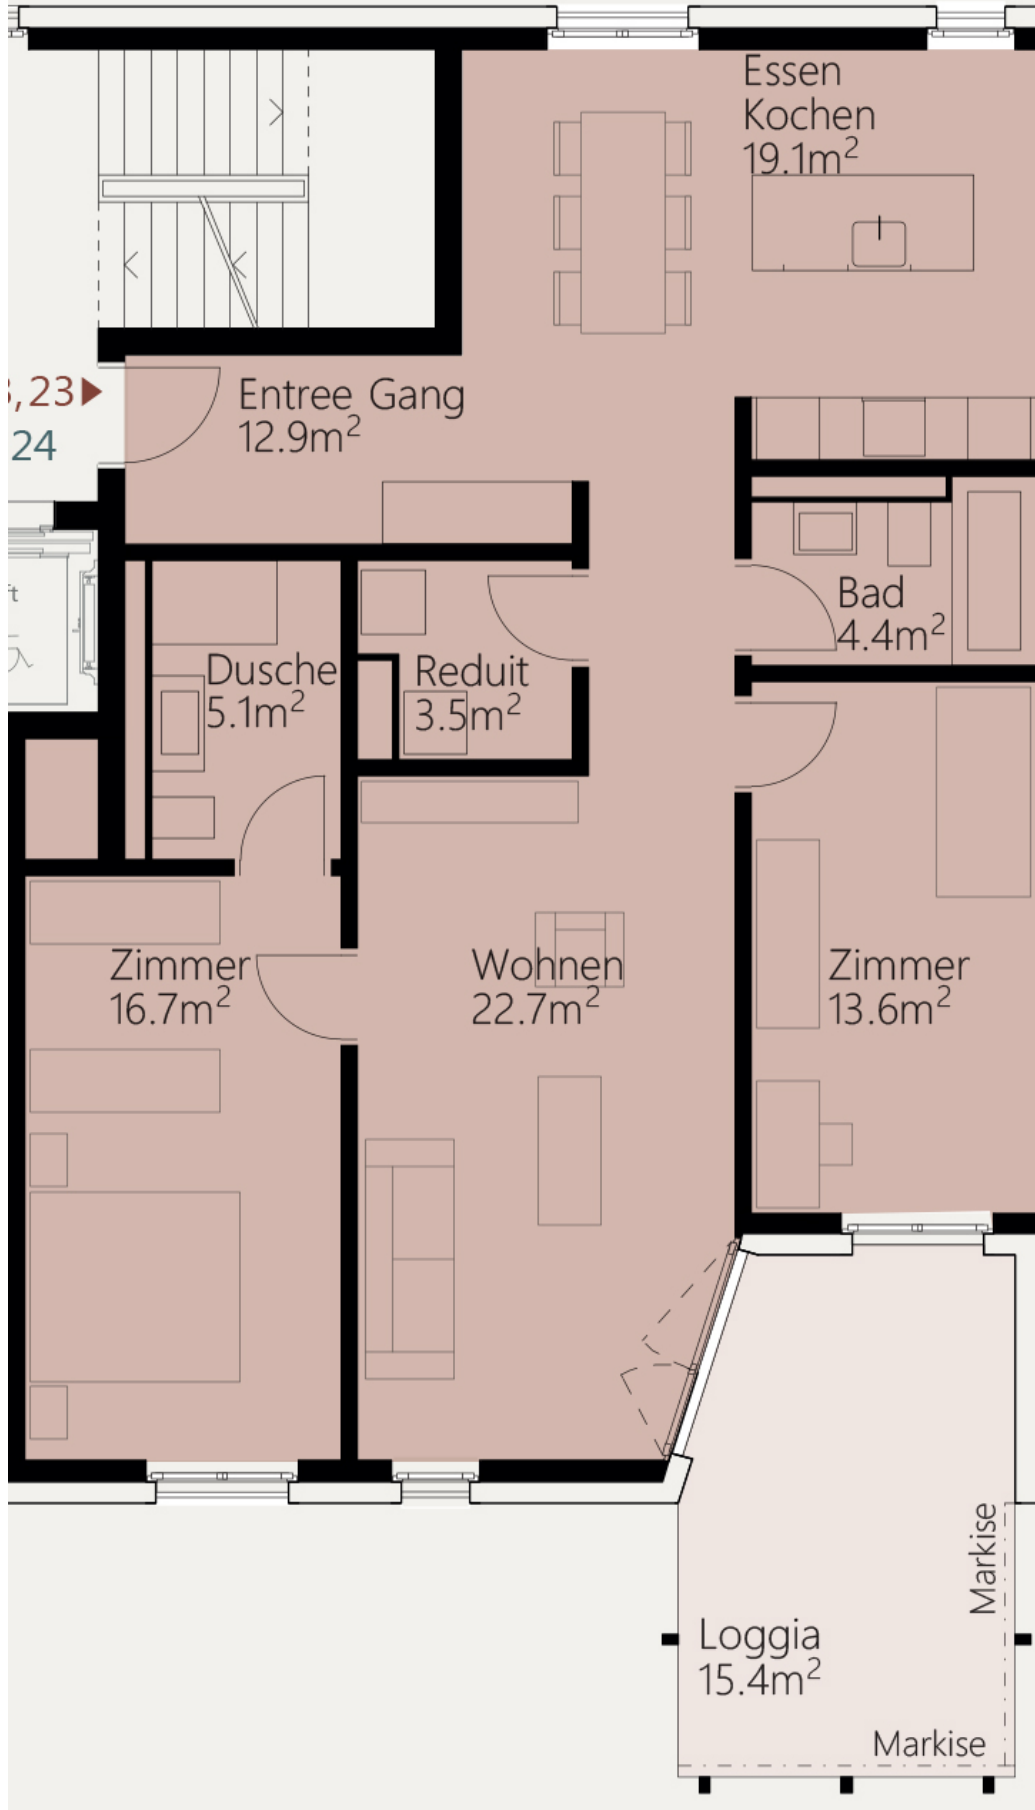 Essen
Kochen
19.1m²
, 23
24
Entree Gang
12.9m²
Bad
4.4m²
Dusche
5.1m²
Reduit
3.5m²
Zimmer
16.7m²
Wohnen
22.7m²
Zimmer
13.6m²
Markise
Loggia
15.4m²
Markise